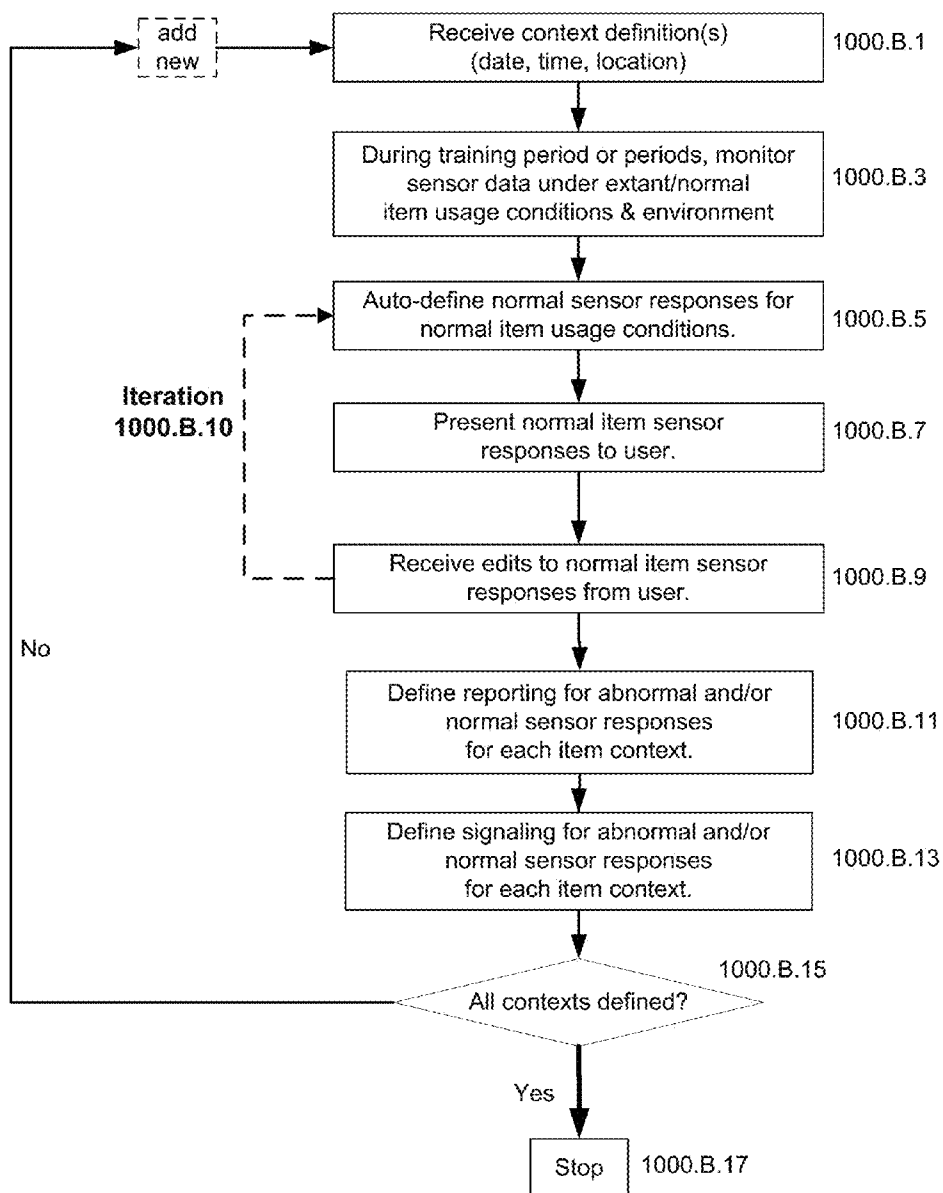 add
new
Receive context definition(s)
(date, time, location)
1000.B.1
During training period or periods, monitor
sensor data under extant/normal
item usage conditions & environment
1000.B.3
Auto-define normal sensor responses for
normal item usage conditions.
1000.B.5
Iteration
1000.B.10
Present normal item sensor
responses to user.
1000.B.7
Receive edits to normal item sensor
responses from user.
1000.B.9
No
Define reporting for abnormal and/or
normal sensor responses
for each item context.
1000.B.11
Define signaling for abnormal and/or
normal sensor responses
for each item context.
1000.B.13
1000.B.15
All contexts defined?
Yes
Stop
1000.B.17